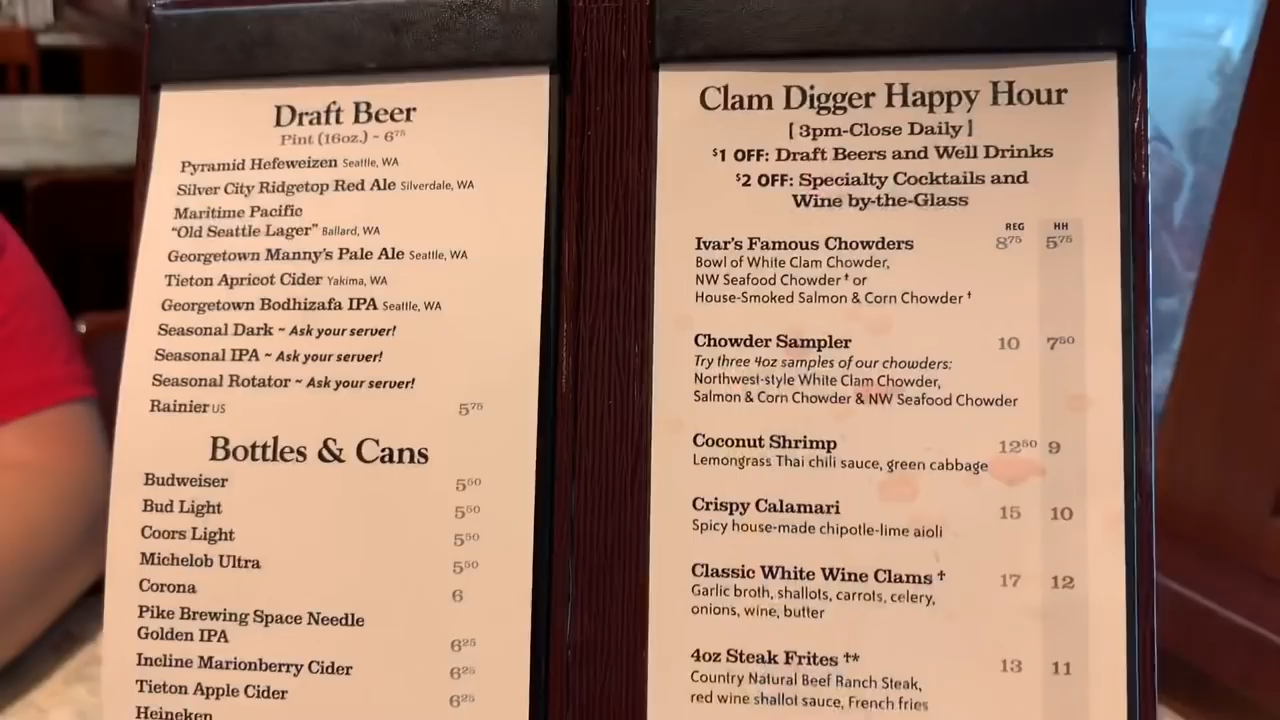 Draft Beer
Pint (16oz.) ~ 6⁷⁵
Pyramid Hefeweizen Seattle, WA
Silver City Ridgetop Red Ale Silverdale, WA
Maritime Pacific
"Old Seattle Lager" Ballard, WA
Georgetown Manny's Pale Ale Seattle, WA
Tieton Apricot Cider Yakima, WA
Georgetown Bodhizafa IPA Seattle, WA
Seasonal Dark ~ Ask your server!
Seasonal IPA ~ Ask your server!
Seasonal Rotator ~ Ask your server!
Rainier US 5⁷⁵
Bottles & Cans
Budweiser 5⁵⁰
Bud Light 5⁵⁰
Coors Light 5⁵⁰
Michelob Ultra 5⁵⁰
Corona 6
Pike Brewing Space Needle
Golden IPA 6²⁵
Incline Marionberry Cider 6²⁵
Tieton Apple Cider 6²⁵
Heineken
Clam Digger Happy Hour
[ 3pm-Close Daily ]
$1 OFF: Draft Beers and Well Drinks
$2 OFF: Specialty Cocktails and
Wine by-the-Glass
REG HH
Ivar's Famous Chowders 8⁷⁵ 5⁷⁵
Bowl of White Clam Chowder,
NW Seafood Chowder † or
House-Smoked Salmon & Corn Chowder †
Chowder Sampler 10 7⁵⁰
Try three 4oz samples of our chowders:
Northwest-style White Clam Chowder,
Salmon & Corn Chowder & NW Seafood Chowder
Coconut Shrimp 12⁵⁰ 9
Lemongrass Thai chili sauce, green cabbage
Crispy Calamari 15 10
Spicy house-made chipotle-lime aioli
Classic White Wine Clams † 17 12
Garlic broth, shallots, carrots, celery,
onions, wine, butter
4oz Steak Frites †* 13 11
Country Natural Beef Ranch Steak,
red wine shallot sauce, French fries